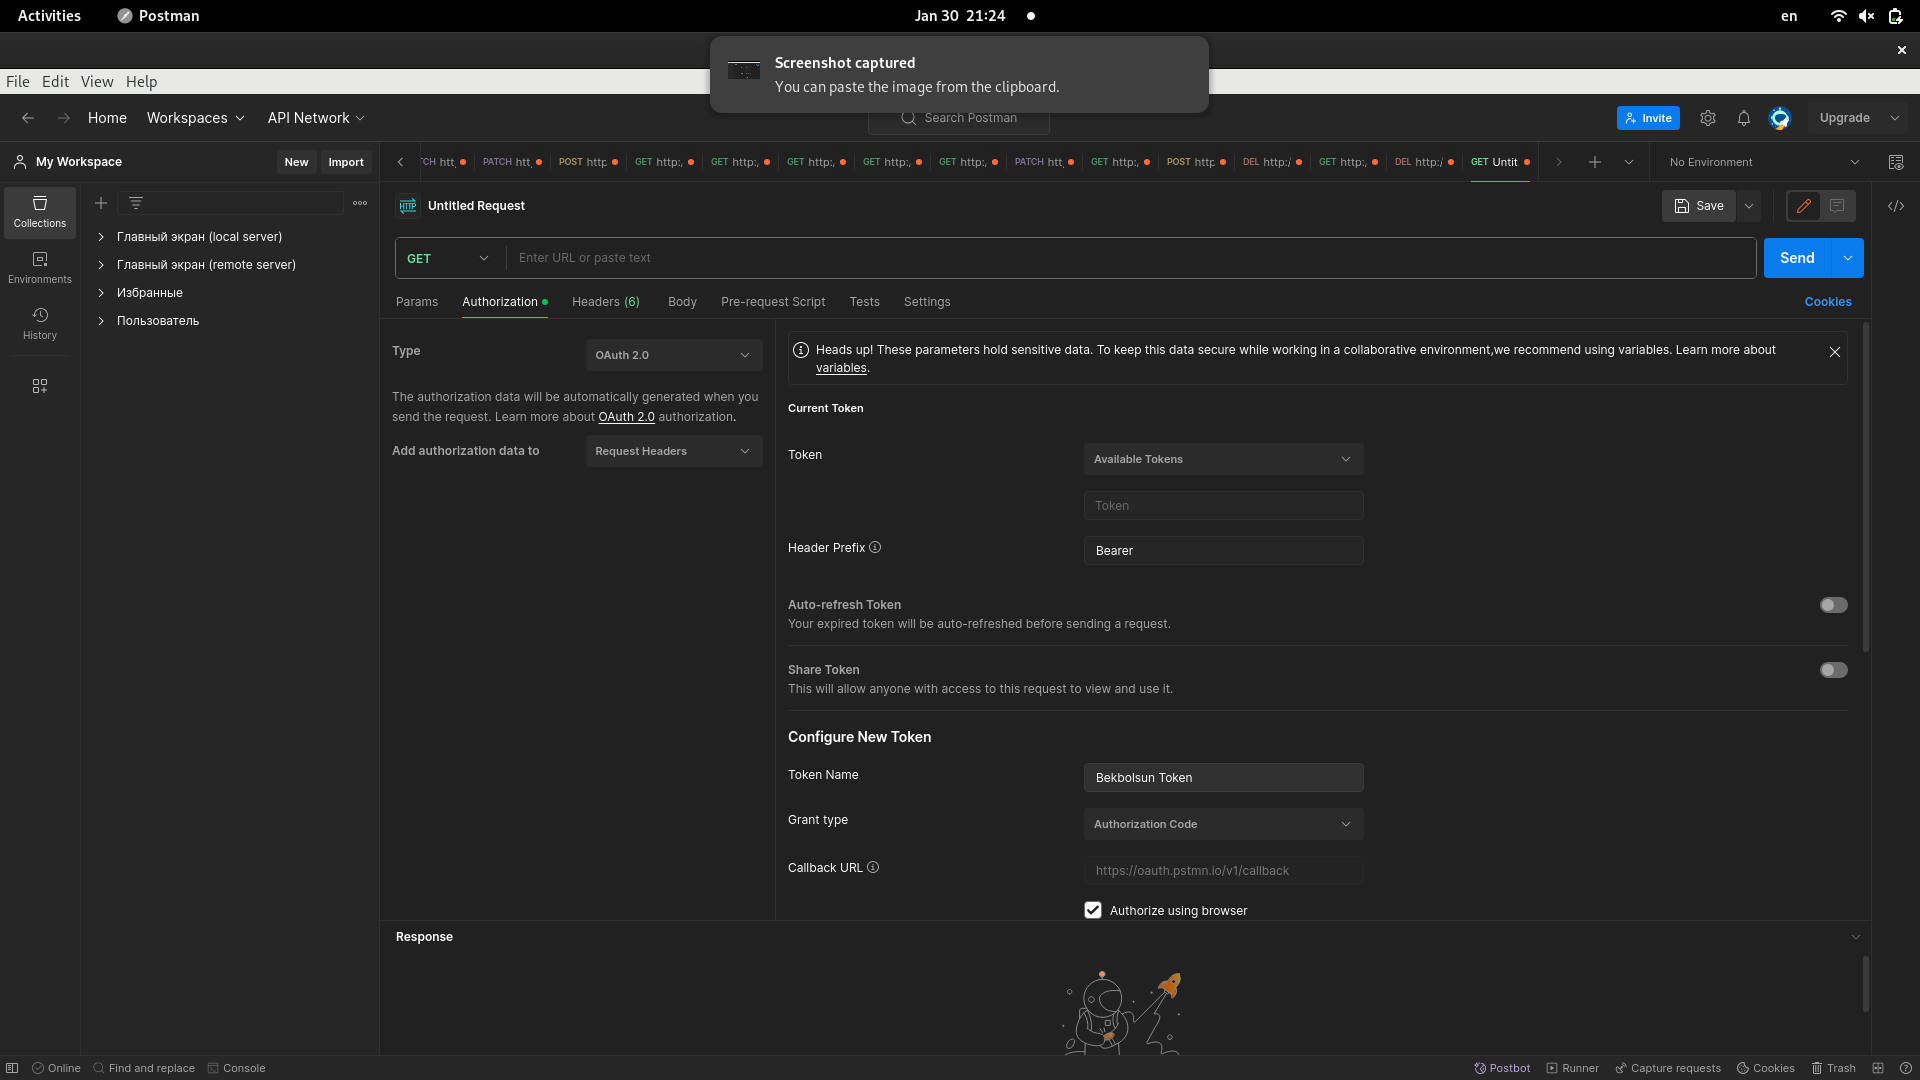 Activities Postman Jan 30 21:24 en
Screenshot captured
You can paste the image from the clipboard.
File Edit View Help
Home Workspaces API Network Search Postman Invite Upgrade
My Workspace New Import
TCH htt. PATCH htt. POST http GET http:. GET http:. GET http:. GET http:. GET http:. PATCH htt. GET http:. POST http DEL http:/ GET http:. DEL http:/ GET Untit No Environment
Collections
Environments
History
Главный экран (local server)
Главный экран (remote server)
Избранные
Пользователь
HTTP Untitled Request Save
GET Enter URL or paste text Send
Params Authorization Headers (6) Body Pre-request Script Tests Settings Cookies
Type OAuth 2.0
The authorization data will be automatically generated when you
send the request. Learn more about OAuth 2.0 authorization.
Add authorization data to Request Headers
Heads up! These parameters hold sensitive data. To keep this data secure while working in a collaborative environment,we recommend using variables. Learn more about
variables.
Current Token
Token Available Tokens
Token
Header Prefix Bearer
Auto-refresh Token
Your expired token will be auto-refreshed before sending a request.
Share Token
This will allow anyone with access to this request to view and use it.
Configure New Token
Token Name Bekbolsun Token
Grant type Authorization Code
Callback URL https://oauth.pstmn.io/v1/callback
Authorize using browser
Response
Online Find and replace Console Postbot Runner Capture requests Cookies Trash